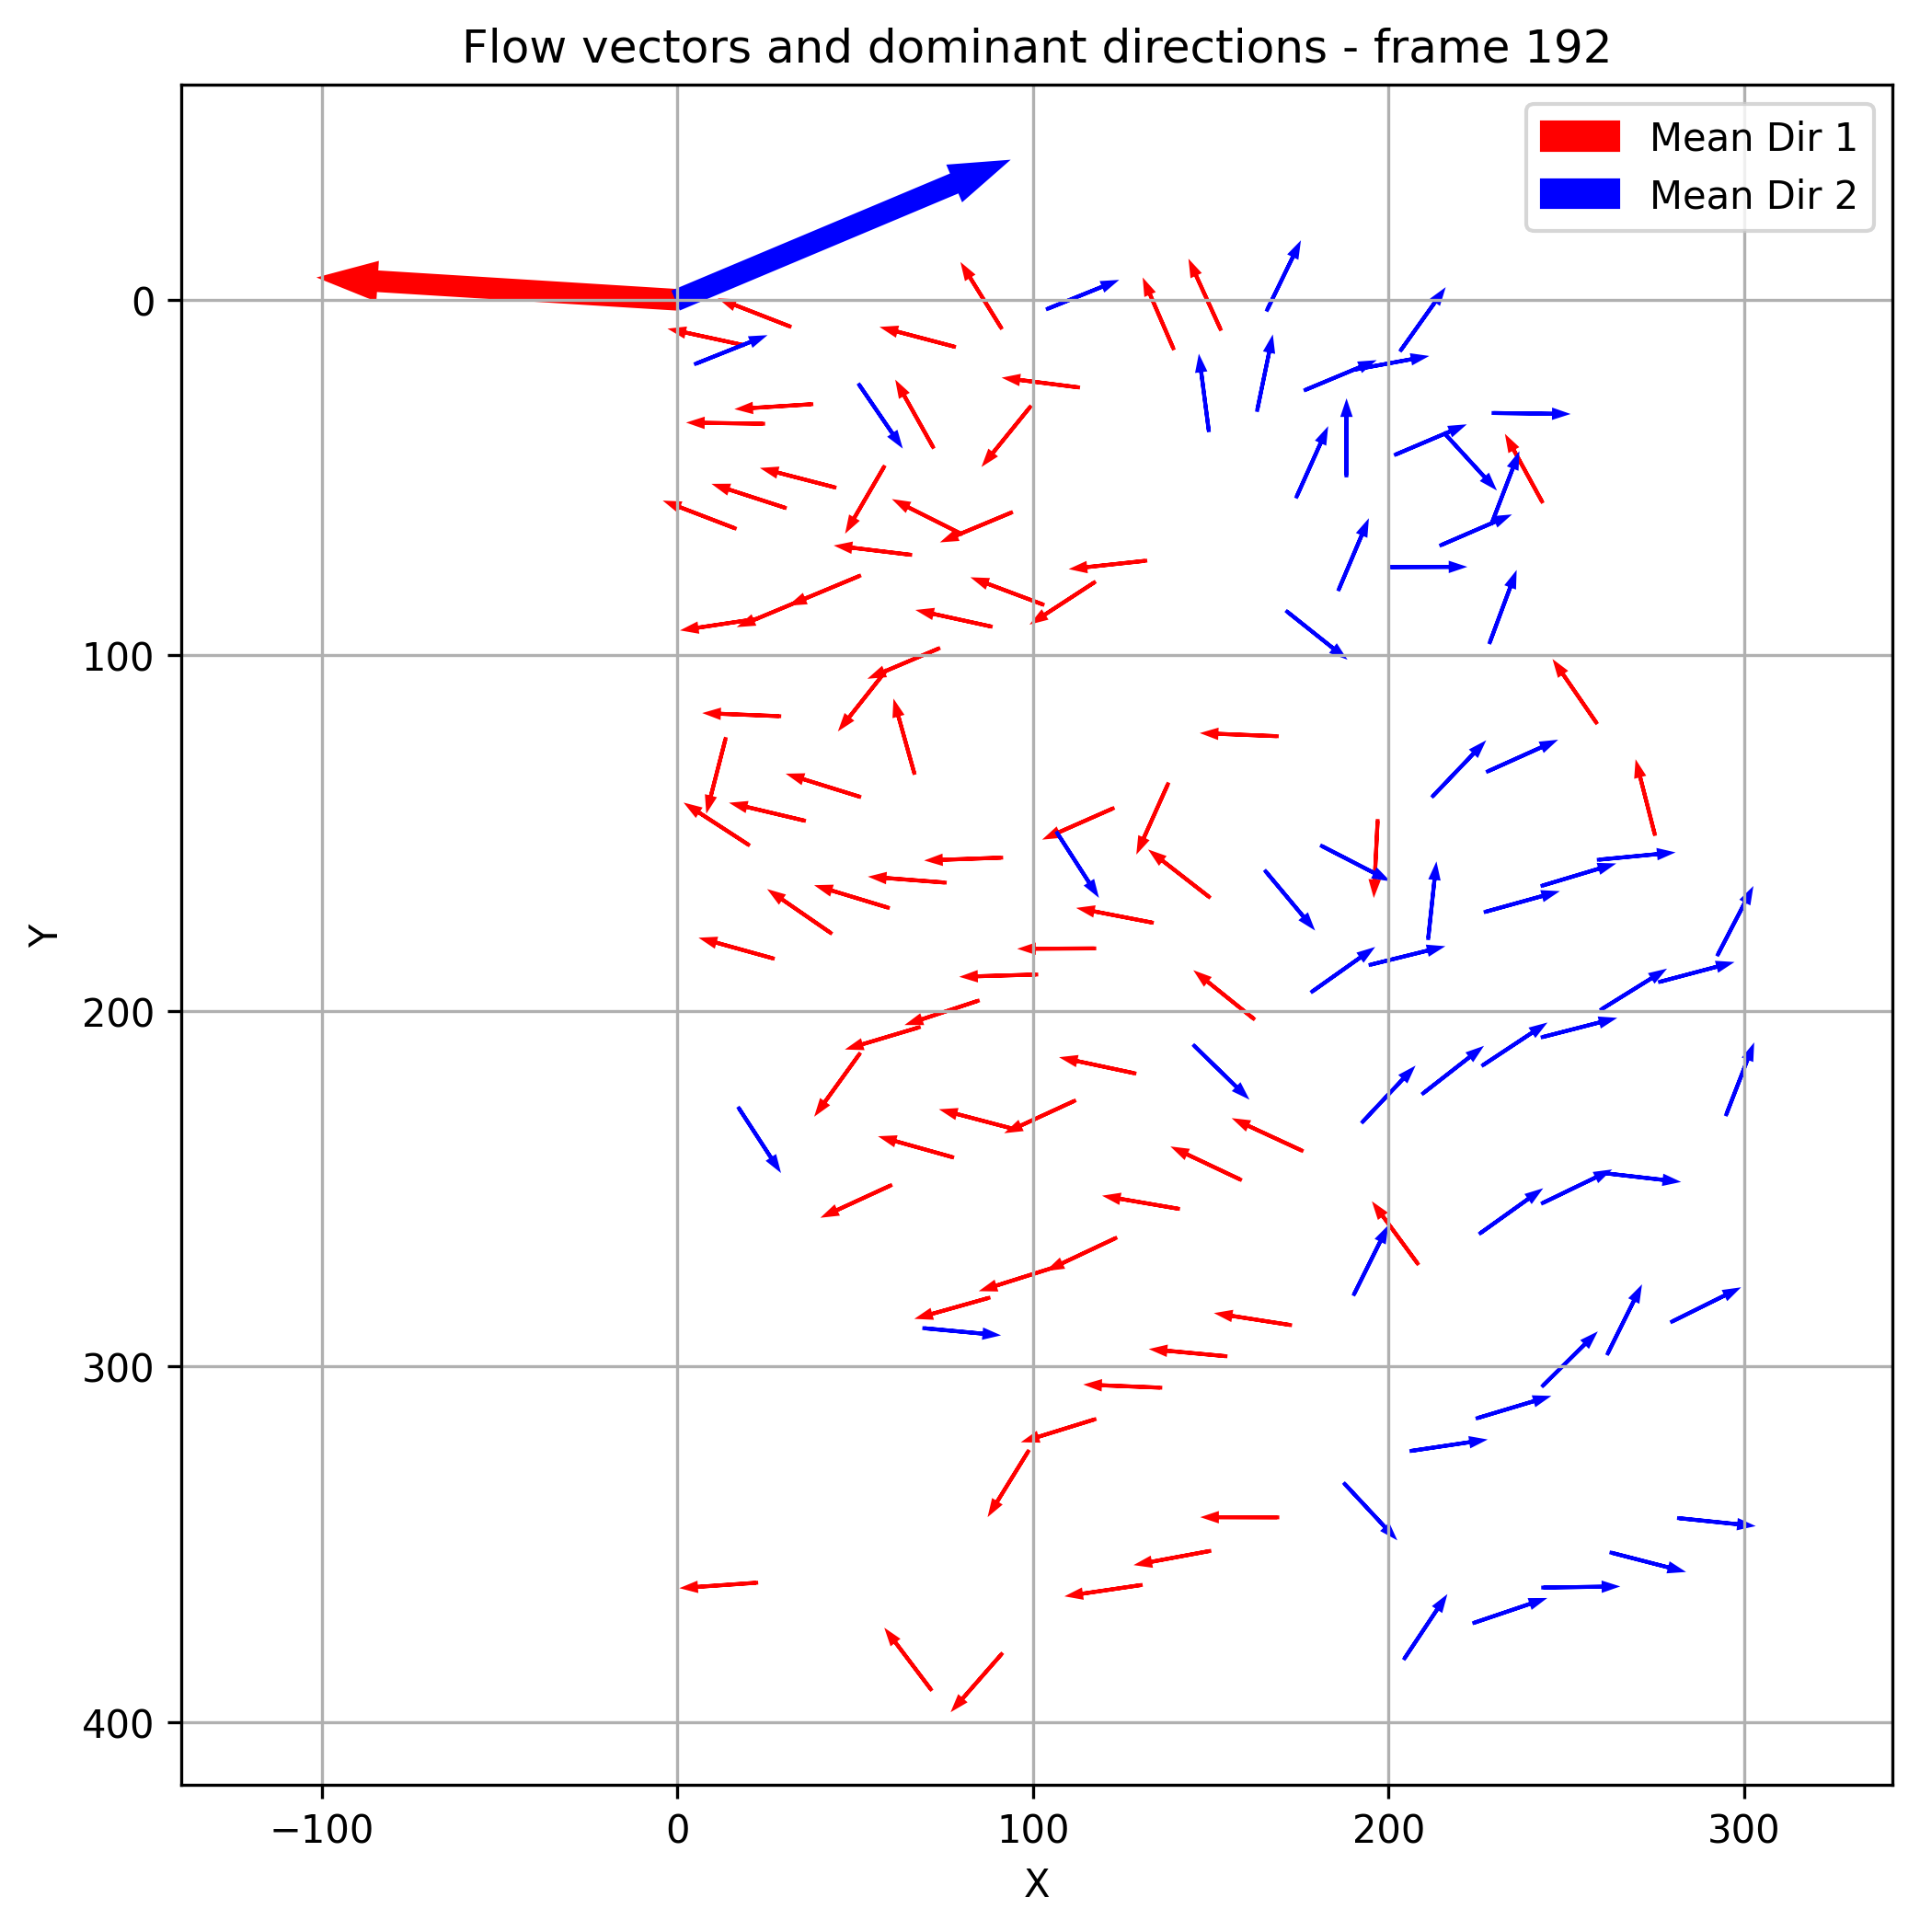 Flow vectors and dominant directions - frame 192
Mean Dir 1
Mean Dir 2
0
100
200
300
400
Y
−100
0
100
200
300
X